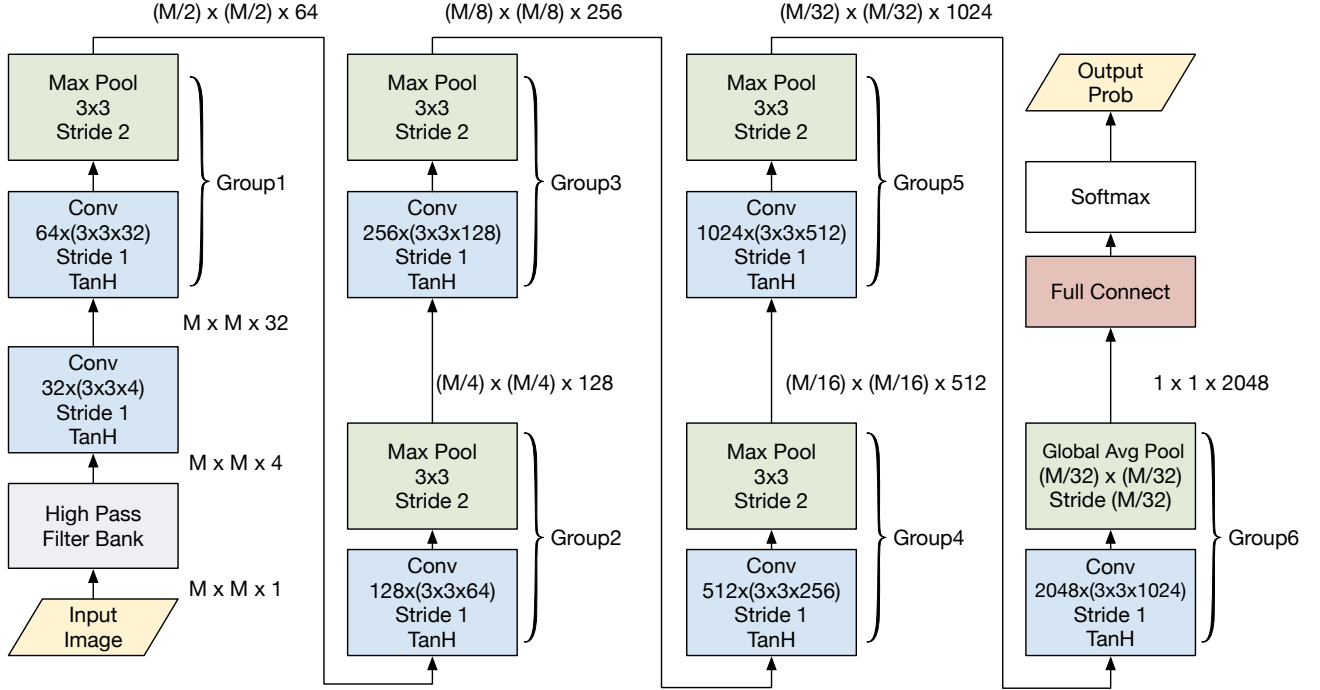 (M/2) x (M/2) x 64
Max Pool
3x3
Stride 2
Group1
Conv
64x(3x3x32)
Stride 1
TanH
M x M x 32
Conv
32x(3x3x4)
Stride 1
TanH
M x M x 4
High Pass
Filter Bank
M x M x 1
Input
Image
(M/8) x (M/8) x 256
Max Pool
3x3
Stride 2
Group3
Conv
256x(3x3x128)
Stride 1
TanH
(M/4) x (M/4) x 128
Max Pool
3x3
Stride 2
Group2
Conv
128x(3x3x64)
Stride 1
TanH
(M/32) x (M/32) x 1024
Max Pool
3x3
Stride 2
Group5
Conv
1024x(3x3x512)
Stride 1
TanH
(M/16) x (M/16) x 512
Max Pool
3x3
Stride 2
Group4
Conv
512x(3x3x256)
Stride 1
TanH
Output
Prob
Softmax
Full Connect
1 x 1 x 2048
Global Avg Pool
(M/32) x (M/32)
Stride (M/32)
Group6
Conv
2048x(3x3x1024)
Stride 1
TanH